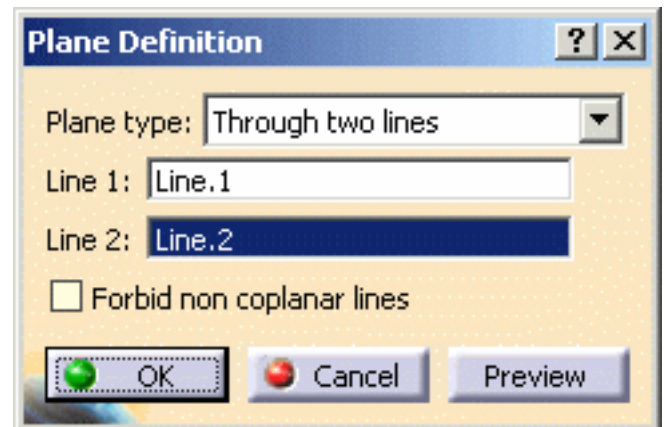 Plane Definition ? X
Plane type: Through two lines
Line 1: Line.1
Line 2: Line.2
Forbid non coplanar lines
OK Cancel Preview